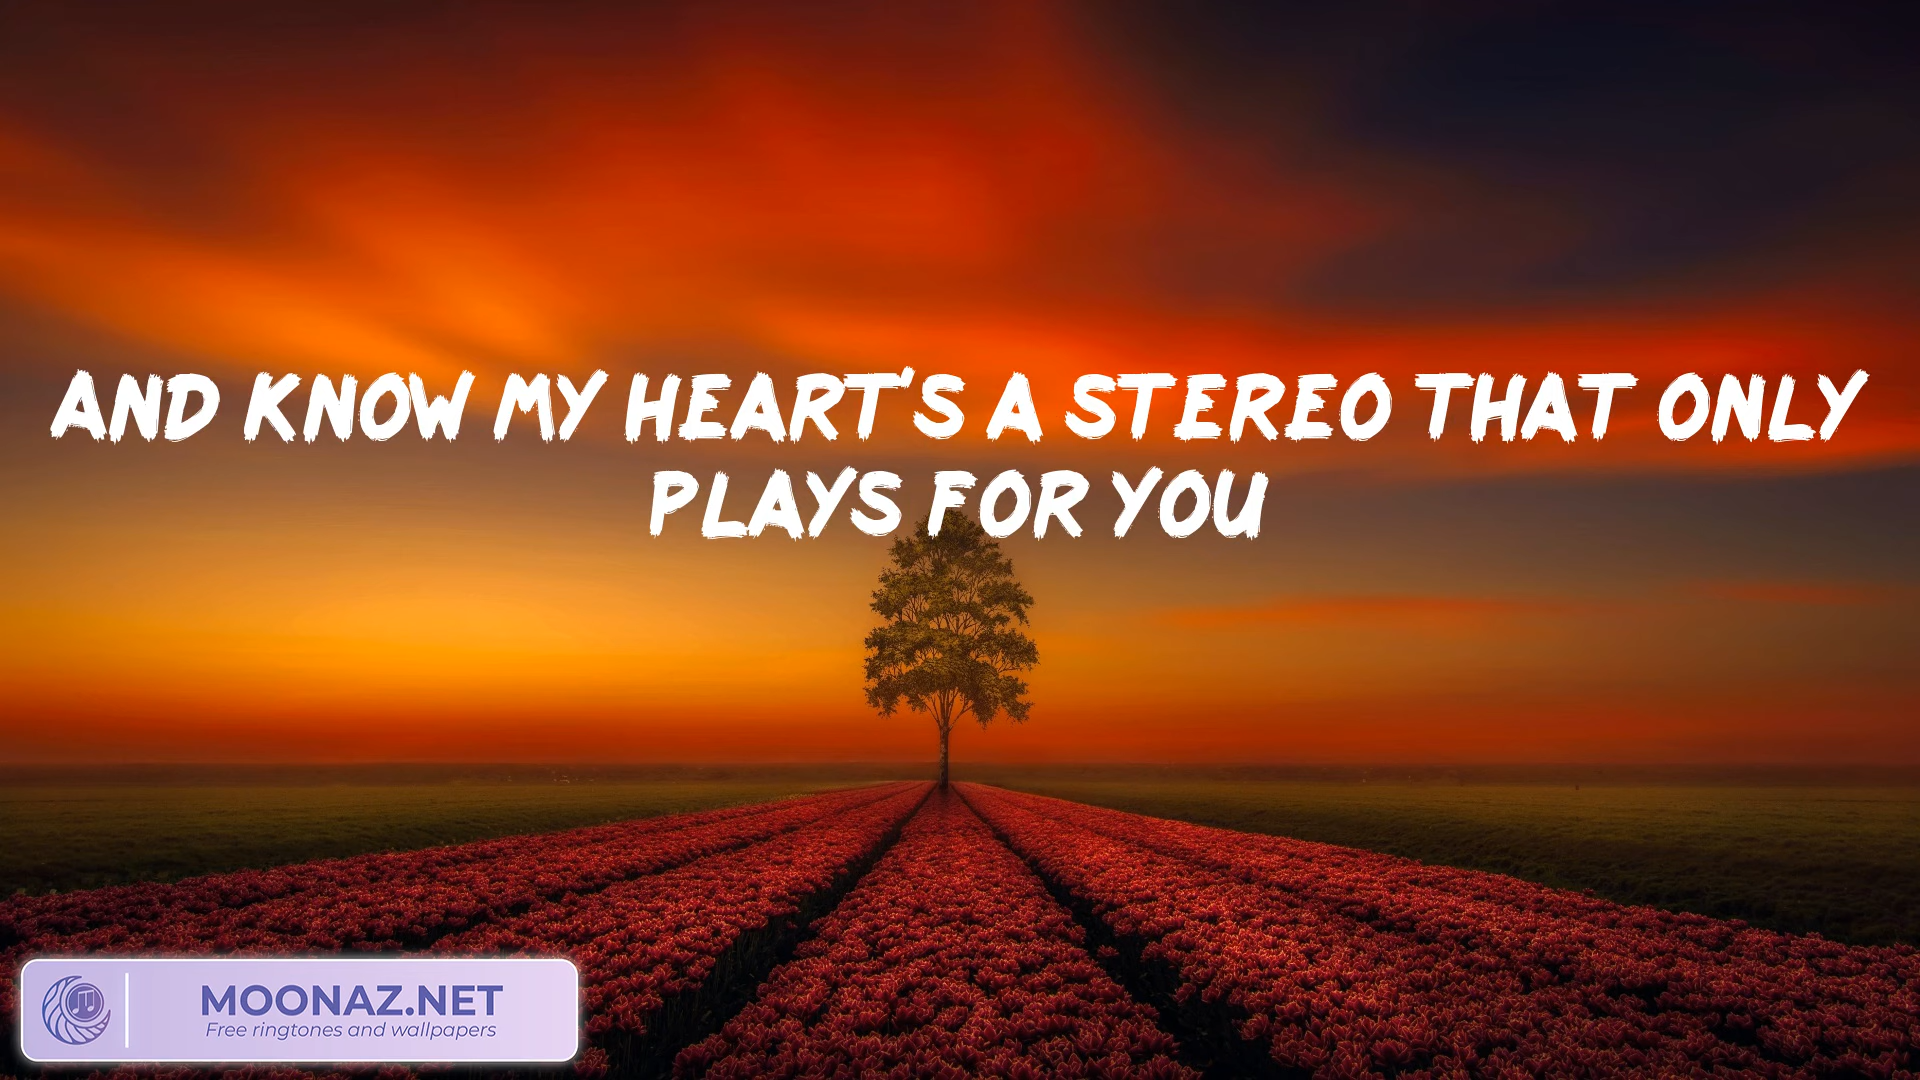 AND KNOW MY HEART'S A STEREO THAT ONLY
PLAYS FOR YOU
MOONAZ.NET
Free ringtones and wallpapers